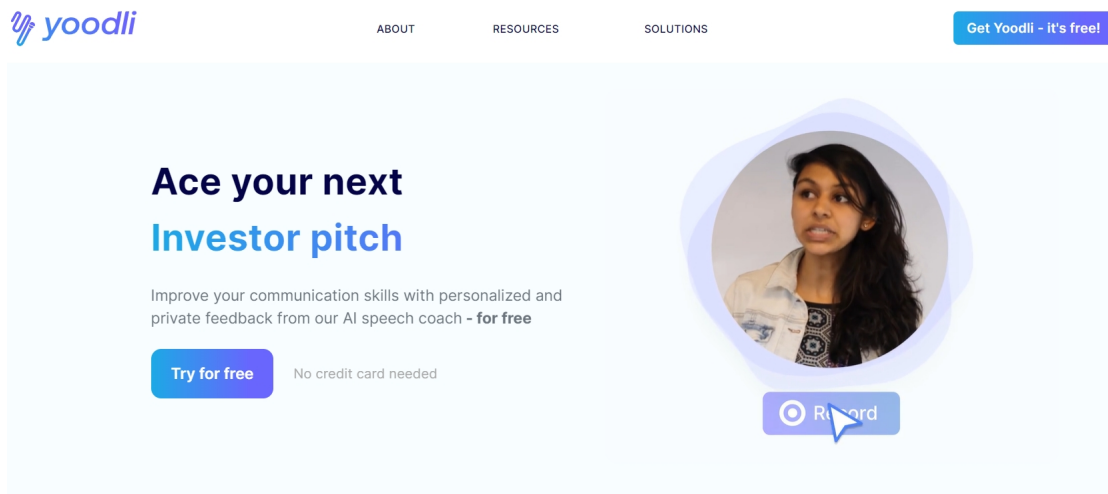 yoodli
ABOUT
RESOURCES
SOLUTIONS
Get Yoodli - it's free!
Ace your next
Investor pitch
Improve your communication skills with personalized and
private feedback from our AI speech coach - for free
Try for free
No credit card needed
Record